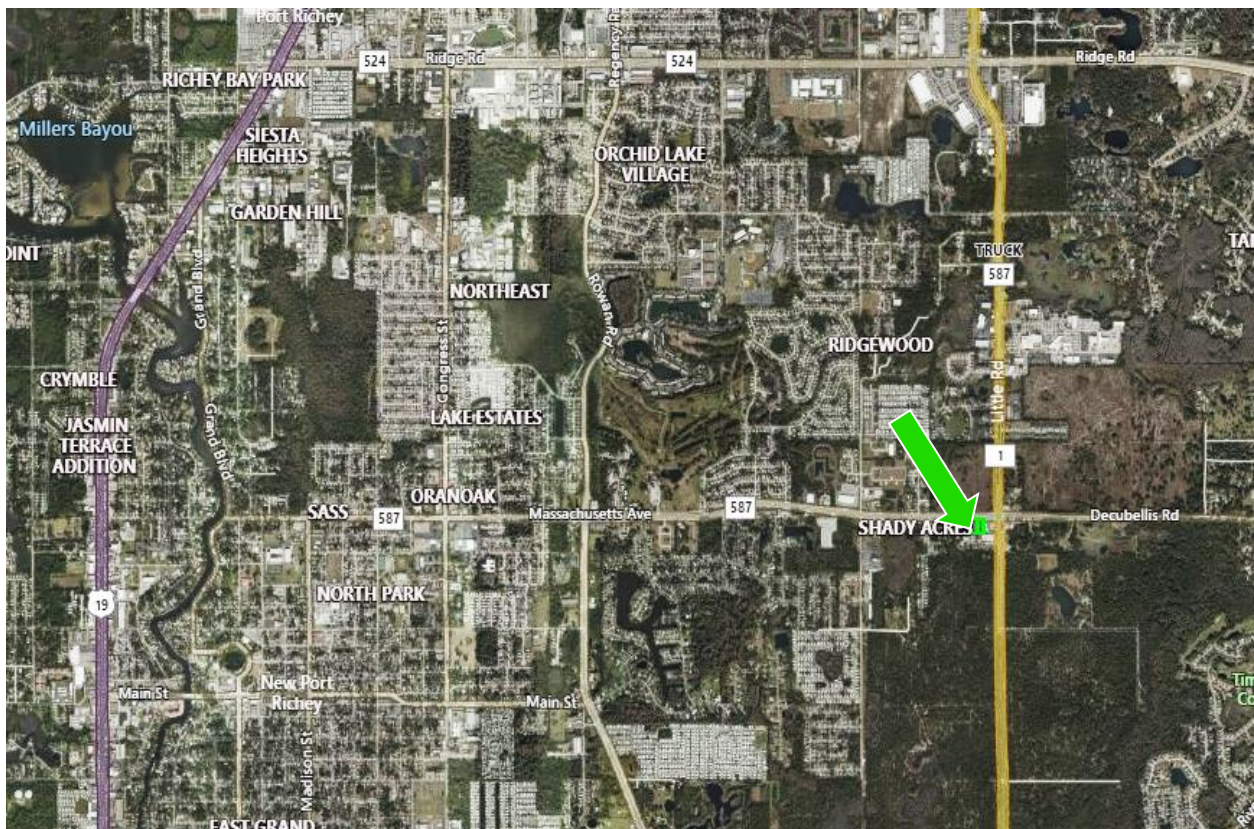 Port Richey
524
Ridge Rd
Regency Rd
524
Ridge Rd
RICHEY BAY PARK
Millers Bayou
SIESTA
HEIGHTS
ORCHID LAKE
VILLAGE
GARDEN HILL
OINT
Grand Blvd
TRUCK
587
NORTHEAST
Rowan Rd
Congress St
RIDGEWOOD
CRYMBLE
Little Rd
LAKE ESTATES
JASMIN
TERRACE
ADDITION
Grand Blvd
1
ORANOAK
SASS
587
Massachusetts Ave
587
SHADY ACRES
Decubellis Rd
19
NORTH PARK
Main St
New Port
Richey
Main St
Madison St
EAST GRAND